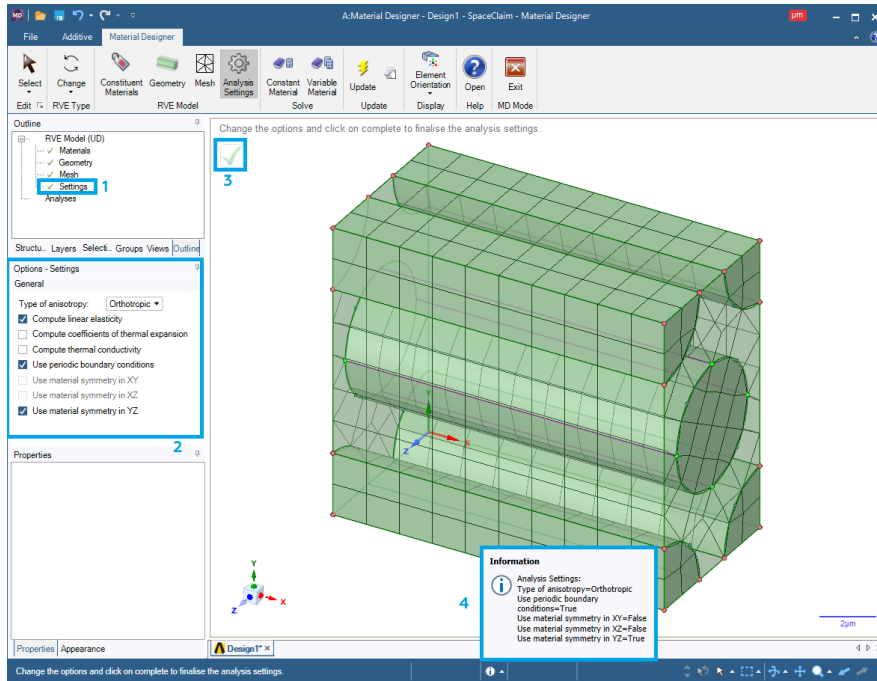 A:Material Designer - Design1 - SpaceClaim - Material Designer
µm
File Additive Material Designer
Select Change Constituent Materials Geometry Mesh Analysis Settings Constant Material Variable Material Update Element Orientation Open Exit
Edit RVE Type RVE Model Solve Update Display Help MD Mode
Outline
RVE Model (UD)
Materials
Geometry
Mesh
Settings 1
Analyses
Structu... Layers Selecti... Groups Views Outline
Options - Settings
General
Type of anisotropy: Orthotropic
Compute linear elasticity
Compute coefficients of thermal expansion
Compute thermal conductivity
Use periodic boundary conditions
Use material symmetry in XY
Use material symmetry in XZ
Use material symmetry in YZ
2
Properties
Properties Appearance
Change the options and click on complete to finalise the analysis settings.
3
Y
X
Z
Y
X
Z
4
Information
Analysis Settings:
Type of anisotropy=Orthotropic
Use periodic boundary
conditions=True
Use material symmetry in XY=False
Use material symmetry in XZ=False
Use material symmetry in YZ=True
2µm
Design1*
Change the options and click on complete to finalise the analysis settings.